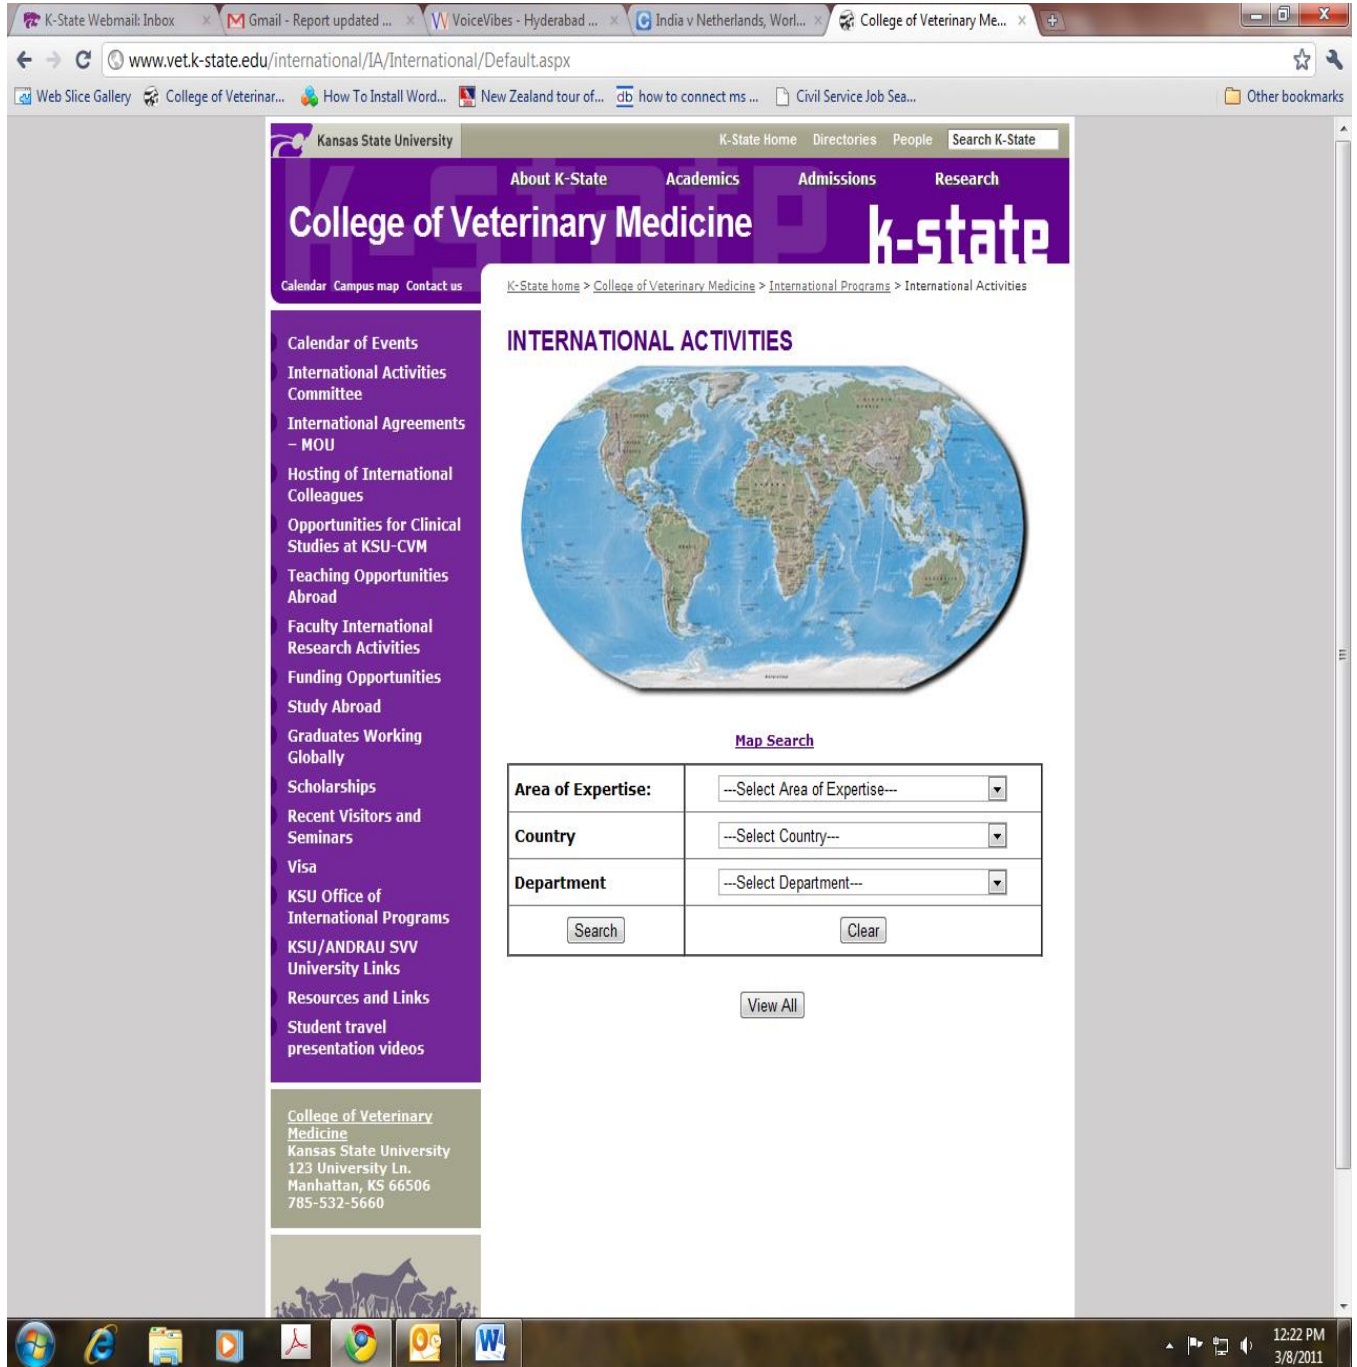 K-State Webmail: Inbox
Gmail - Report updated ...
VoiceVibes - Hyderabad ...
India v Netherlands, Worl...
College of Veterinary Me...
www.vet.k-state.edu/international/IA/International/Default.aspx
Web Slice Gallery
College of Veterinar...
How To Install Word...
New Zealand tour of...
db how to connect ms ...
Civil Service Job Sea...
Other bookmarks
Kansas State University
K-State Home Directories People Search K-State
About K-State Academics Admissions Research
College of Veterinary Medicine
k-state
Calendar Campus map Contact us
K-State home > College of Veterinary Medicine > International Programs > International Activities
Calendar of Events
International Activities
Committee
International Agreements
– MOU
Hosting of International
Colleagues
Opportunities for Clinical
Studies at KSU-CVM
Teaching Opportunities
Abroad
Faculty International
Research Activities
Funding Opportunities
Study Abroad
Graduates Working
Globally
Scholarships
Recent Visitors and
Seminars
Visa
KSU Office of
International Programs
KSU/ANDRAU SVV
University Links
Resources and Links
Student travel
presentation videos
College of Veterinary
Medicine
Kansas State University
123 University Ln.
Manhattan, KS 66506
785-532-5660
INTERNATIONAL ACTIVITIES
Map Search
Area of Expertise: ---Select Area of Expertise---
Country ---Select Country---
Department ---Select Department---
Search Clear
View All
12:22 PM
3/8/2011